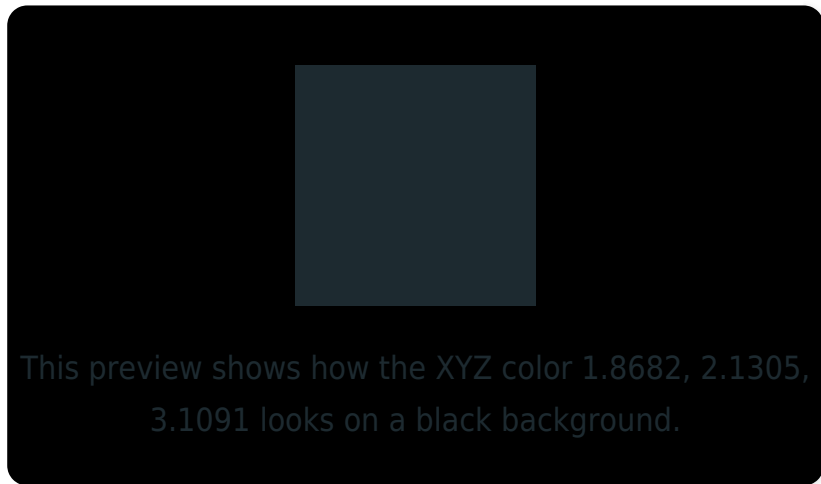 This preview shows how the XYZ color 1.8682, 2.1305,
3.1091 looks on a black background.